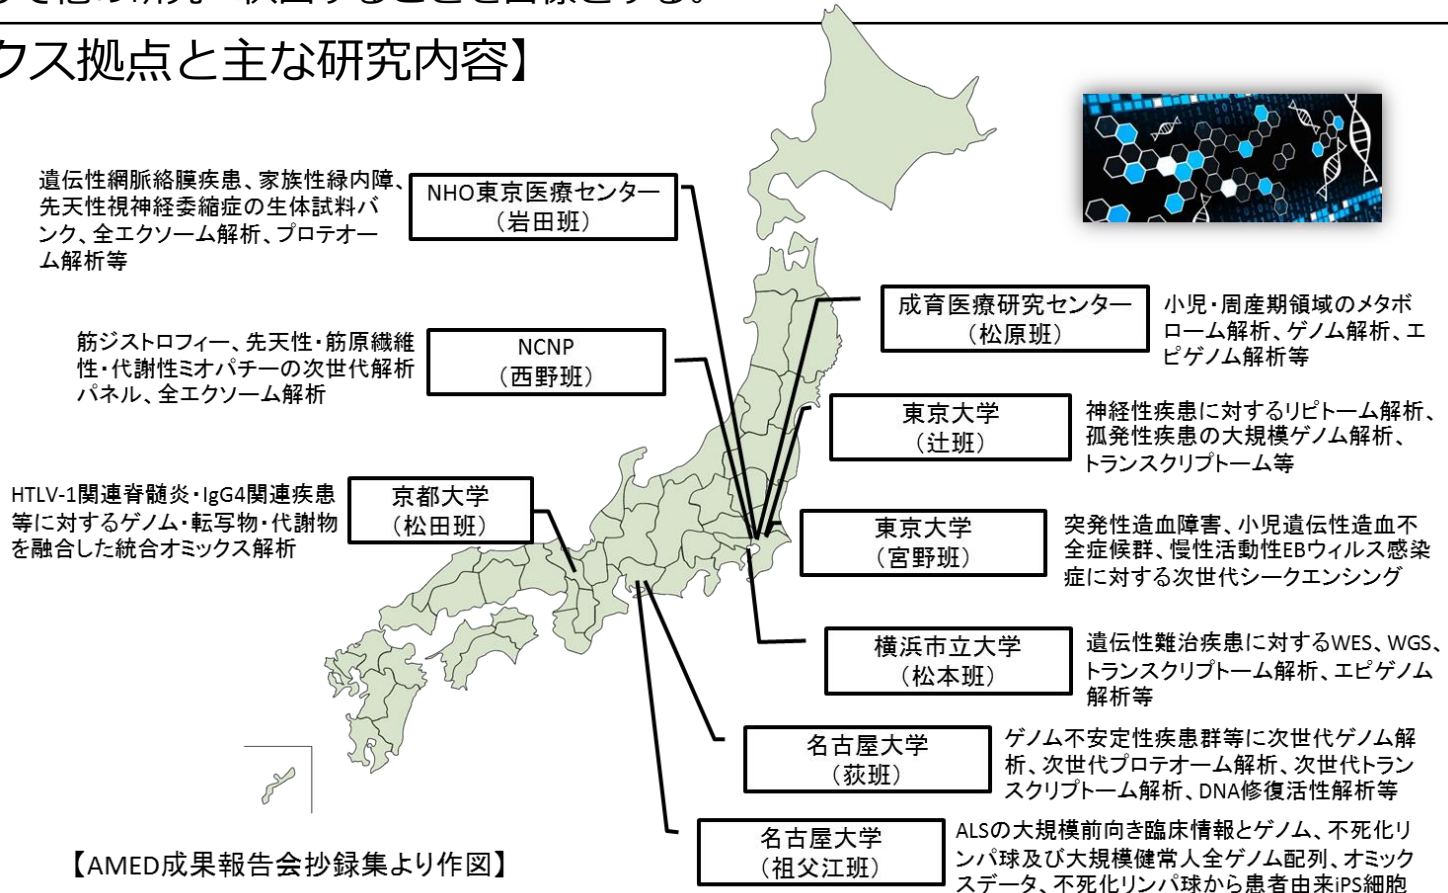 クス拠点と主な研究内容】
遺伝性網脈絡膜疾患、家族性緑内障、
先天性視神経委縮症の生体試料バ
ンク、全エクソーム解析、プロテオー
ム解析等
NHO東京医療センター
（岩田班）
筋ジストロフィー、先天性・筋原繊維
性・代謝性ミオパチーの次世代解析
パネル、全エクソーム解析
NCNP
（西野班）
HTLV-1関連脊髄炎・IgG4関連疾患
等に対するゲノム・転写物・代謝物
を融合した統合オミックス解析
京都大学
（松田班）
成育医療研究センター
（松原班）
小児・周産期領域のメタボ
ローム解析、ゲノム解析、エ
ピゲノム解析等
東京大学
（辻班）
神経性疾患に対するリピトーム解析、
孤発性疾患の大規模ゲノム解析、
トランスクリプトーム等
東京大学
（宮野班）
突発性造血障害、小児遺伝性造血不
全症候群、慢性活動性EBウィルス感染
症に対する次世代シークエンシング
横浜市立大学
（松本班）
遺伝性難治疾患に対するWES、WGS、
トランスクリプトーム解析、エピゲノム
解析等
名古屋大学
（荻班）
ゲノム不安定性疾患群等に次世代ゲノム解
析、次世代プロテオーム解析、次世代トラン
スクリプトーム解析、DNA修復活性解析等
名古屋大学
（祖父江班）
ALSの大規模前向き臨床情報とゲノム、不死化リ
ンパ球及び大規模健常人全ゲノム配列、オミック
スデータ、不死化リンパ球から患者由来iPS細胞
【AMED成果報告会抄録集より作図】